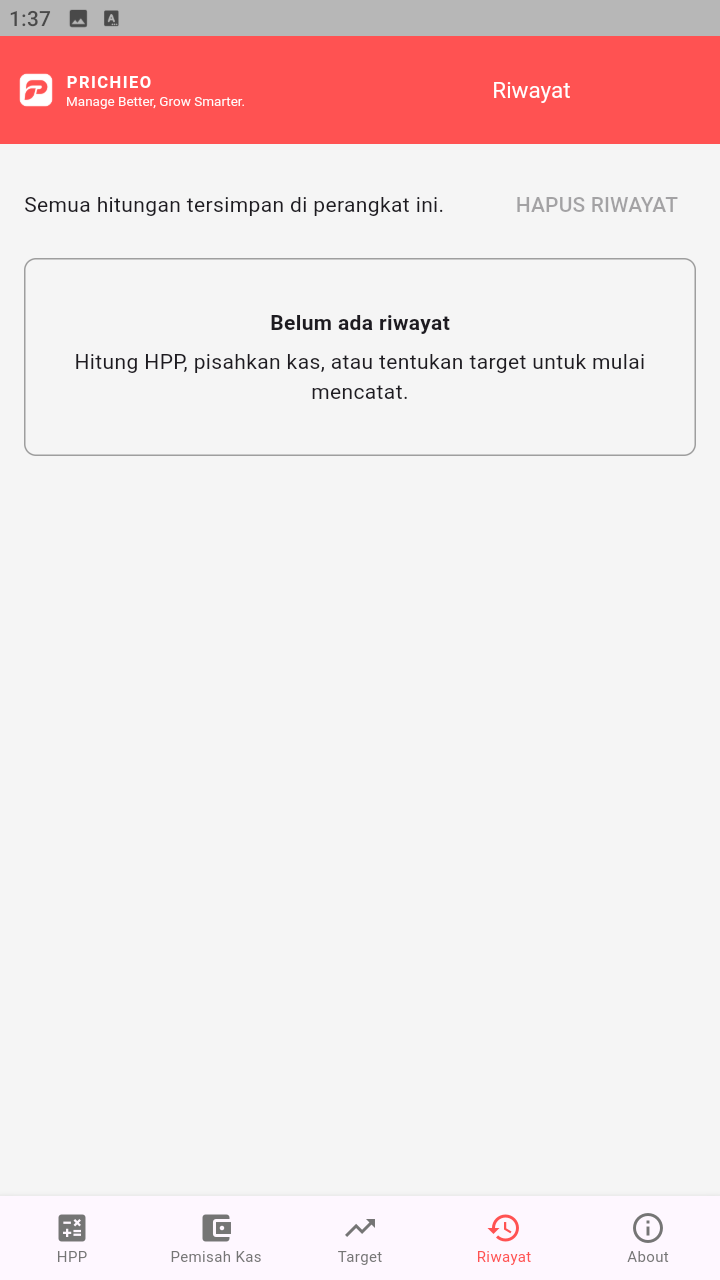 1:37
PRICHIEO
Manage Better, Grow Smarter.
Riwayat
Semua hitungan tersimpan di perangkat ini.
HAPUS RIWAYAT
Belum ada riwayat
Hitung HPP, pisahkan kas, atau tentukan target untuk mulai
mencatat.
HPP
Pemisah Kas
Target
Riwayat
About